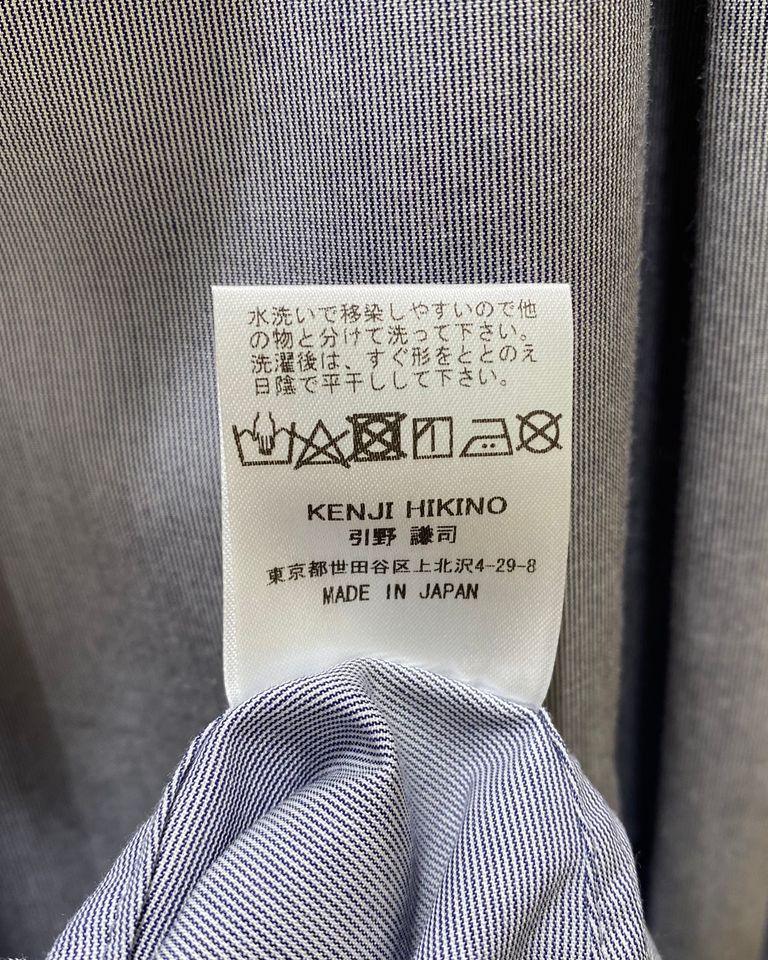 水洗いで移染しやすいので他
の物と分けて洗って下さい。
洗濯後は、すぐ形をととのえ
日陰で平干しして下さい。
KENJI HIKINO
引野 謙司
東京都世田谷区上北沢4-29-8
MADE IN JAPAN